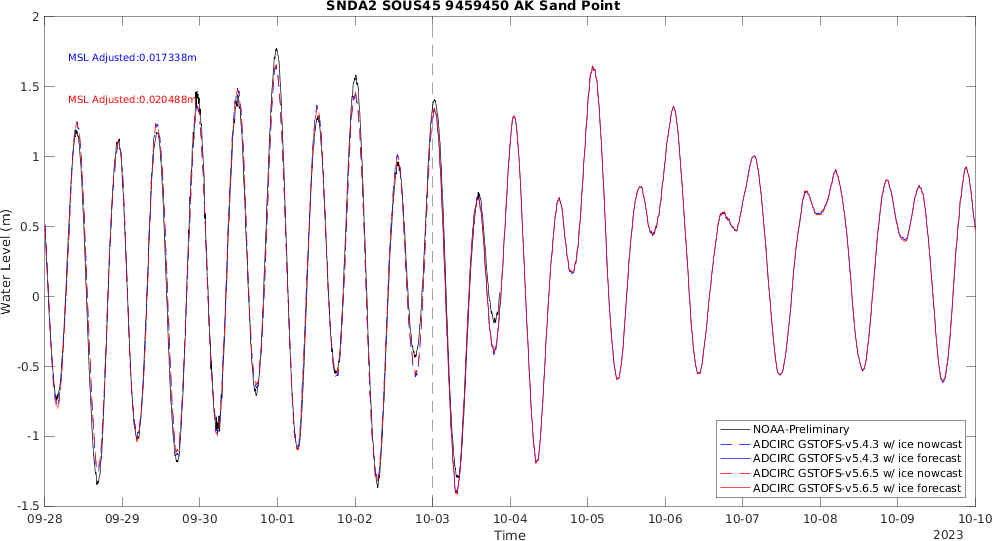 SNDA2 SOUS45 9459450 AK Sand Point
2
MSL Adjusted:0.017338m
1.5
MSL Adjusted:0.020488m
1
0.5
Water Level (m)
0
-0.5
-1
NOAA-Preliminary
ADCIRC GSTOFS-v5.4.3 w/ ice nowcast
ADCIRC GSTOFS-v5.4.3 w/ ice forecast
ADCIRC GSTOFS-v5.6.5 w/ ice nowcast
ADCIRC GSTOFS-v5.6.5 w/ ice forecast
-1.5
09-28 09-29 09-30 10-01 10-02 10-03 10-04 10-05 10-06 10-07 10-08 10-09 10-10
Time
2023